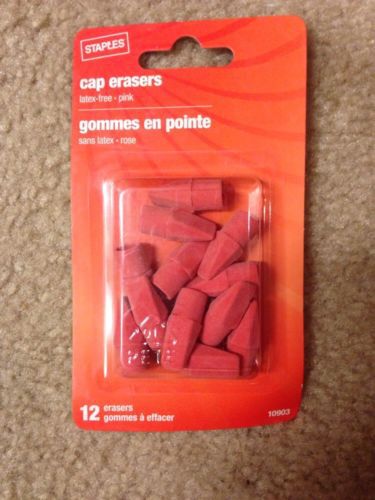 STAPLES
cap erasers
latex-free • pink
gommes en pointe
sans latex • rose
12 erasers
gommes à effacer
10903